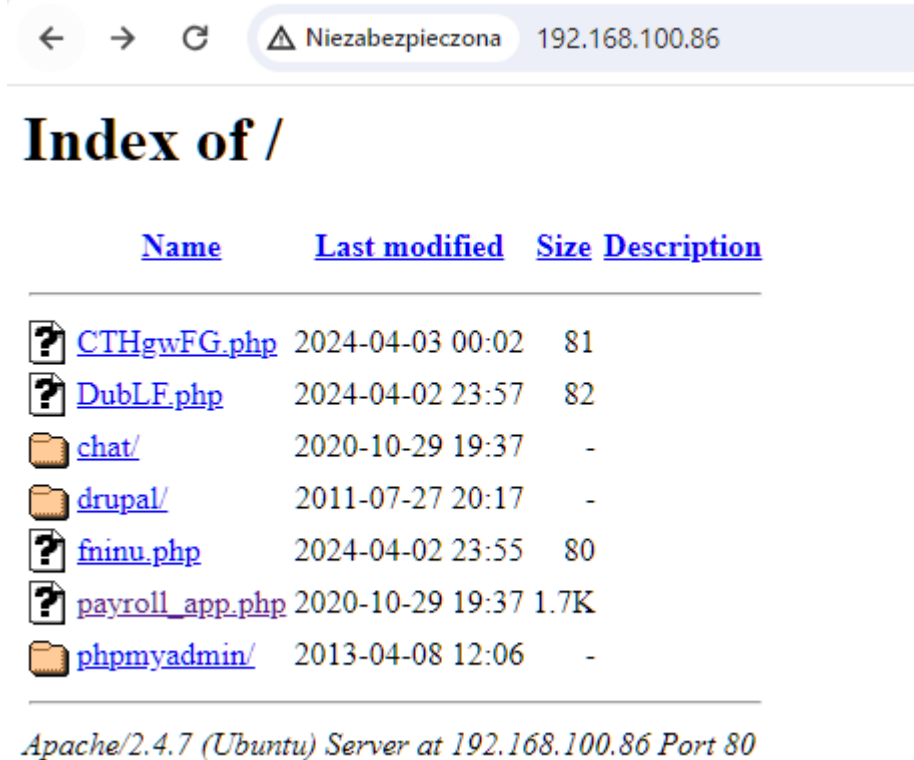 Niezabezpieczona 192.168.100.86
Index of /
Name Last modified Size Description
CTHgwFG.php 2024-04-03 00:02 81
DubLF.php 2024-04-02 23:57 82
chat/ 2020-10-29 19:37 -
drupal/ 2011-07-27 20:17 -
fninu.php 2024-04-02 23:55 80
payroll_app.php 2020-10-29 19:37 1.7K
phpmyadmin/ 2013-04-08 12:06 -
Apache/2.4.7 (Ubuntu) Server at 192.168.100.86 Port 80